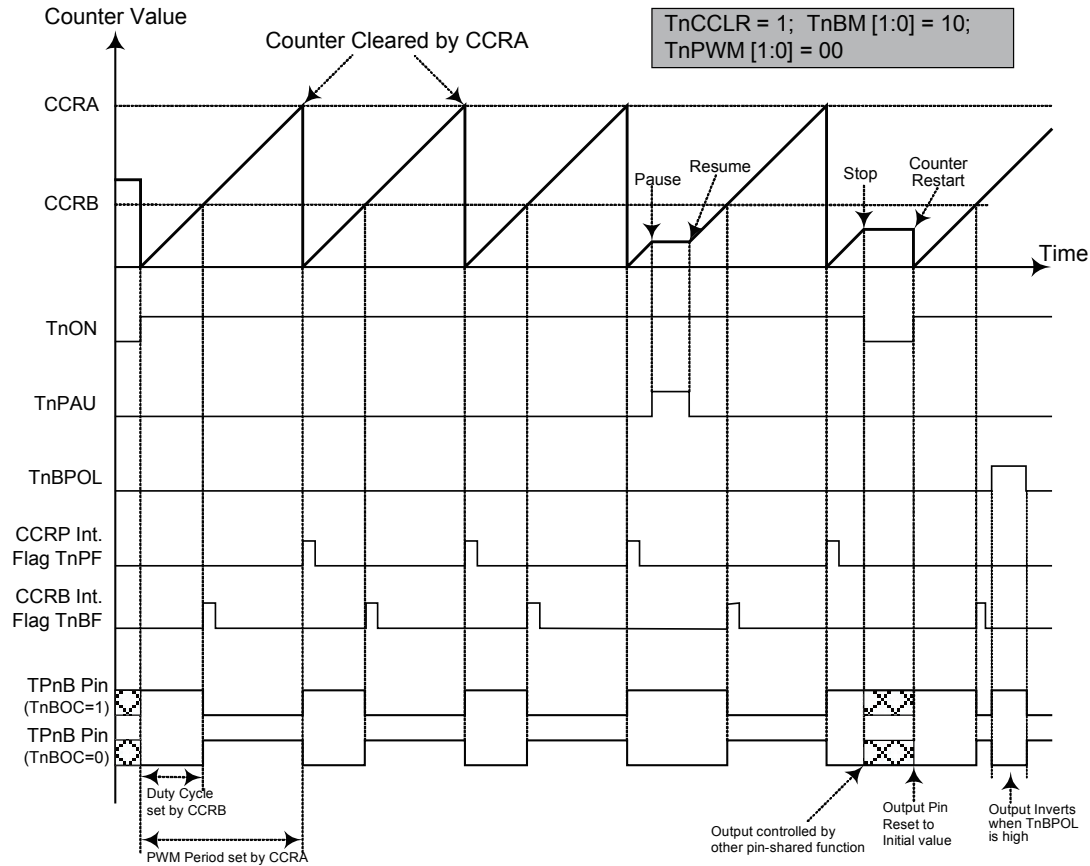 Counter Value
Counter Cleared by CCRA
TnCCLR = 1; TnBM [1:0] = 10;
TnPWM [1:0] = 00
CCRA
Pause
Resume
Stop
Counter
Restart
CCRB
Time
TnON
TnPAU
TnBPOL
CCRP Int.
Flag TnPF
CCRB Int.
Flag TnBF
TPnB Pin
(TnBOC=1)
TPnB Pin
(TnBOC=0)
Duty Cycle
set by CCRB
PWM Period set by CCRA
Output controlled by
other pin-shared function
Output Pin
Reset to
Initial value
Output Inverts
when TnBPOL
is high